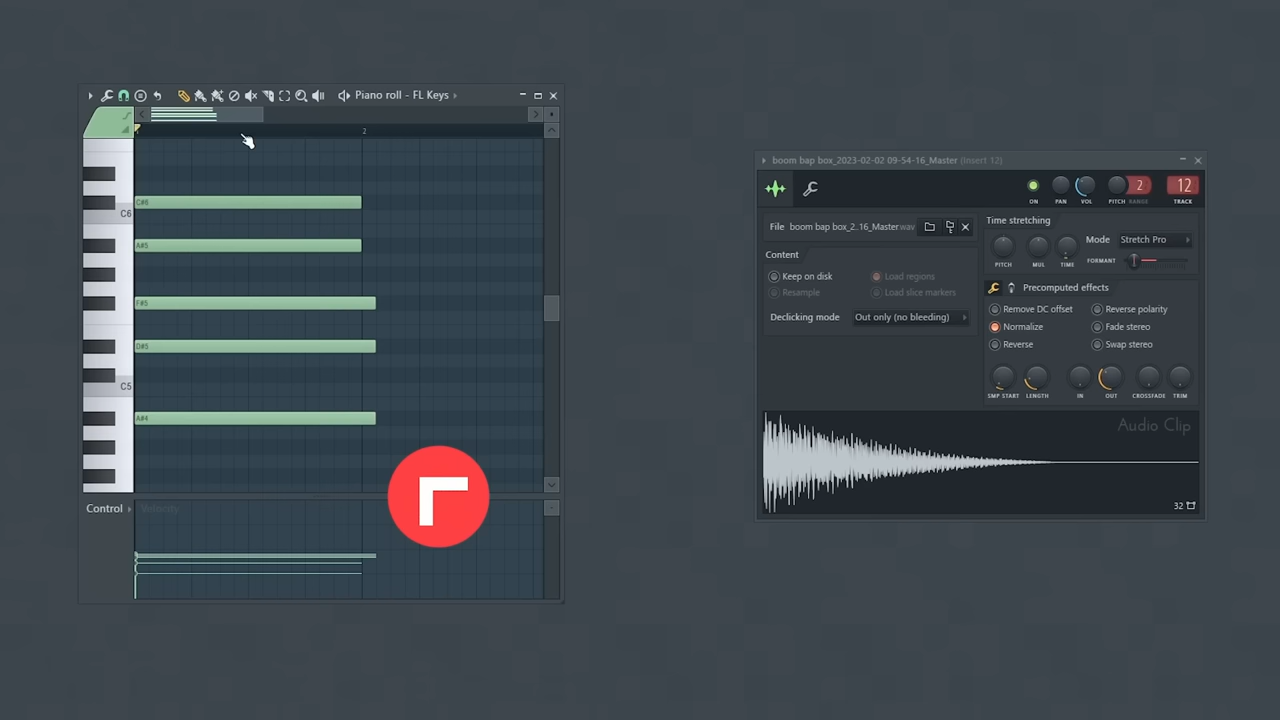 Piano roll - FL Keys
2
C#6
C6
A#5
F#5
D#5
C5
A#4
Control
Velocity
boom bap box_2023-02-02 09-54-16_Master (Insert 12)
2
12
ON
PAN
VOL
PITCH
RANGE
TRACK
File
boom bap box_2..16_Master.wav
Content
Keep on disk
Load regions
Resample
Load slice markers
Declicking mode
Out only (no bleeding)
Time stretching
PITCH
MUL
TIME
Mode
Stretch Pro
FORMANT
Precomputed effects
Remove DC offset
Reverse polarity
Normalize
Fade stereo
Reverse
Swap stereo
SMP START
LENGTH
IN
OUT
CROSSFADE
TRIM
Audio Clip
32